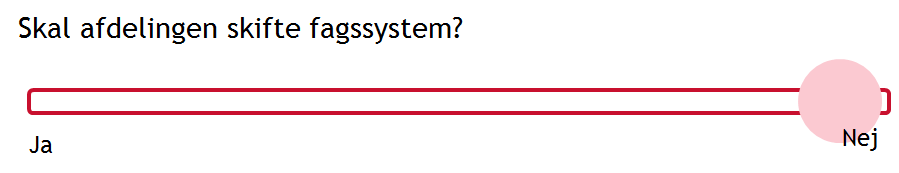 Skal afdelingen skifte fagssystem?
Ja
Nej